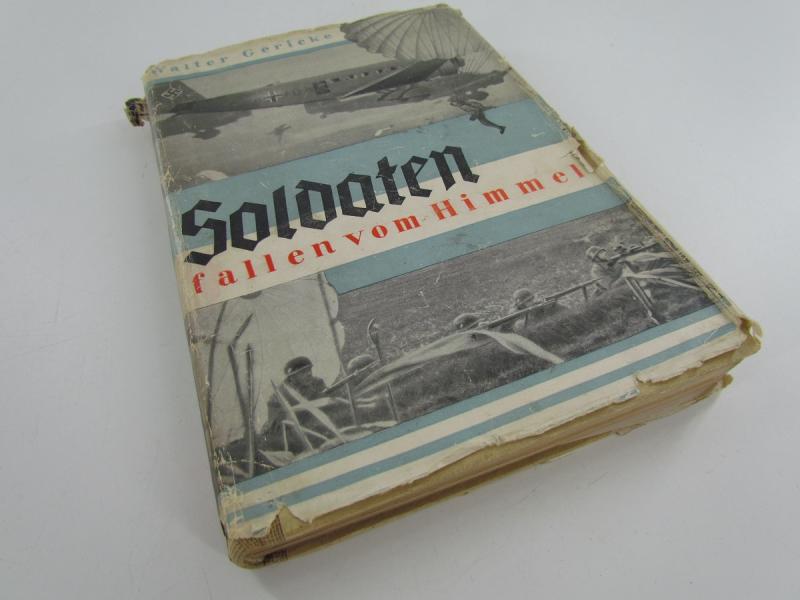 Walter Gericke
Soldaten
fallen vom Himmel